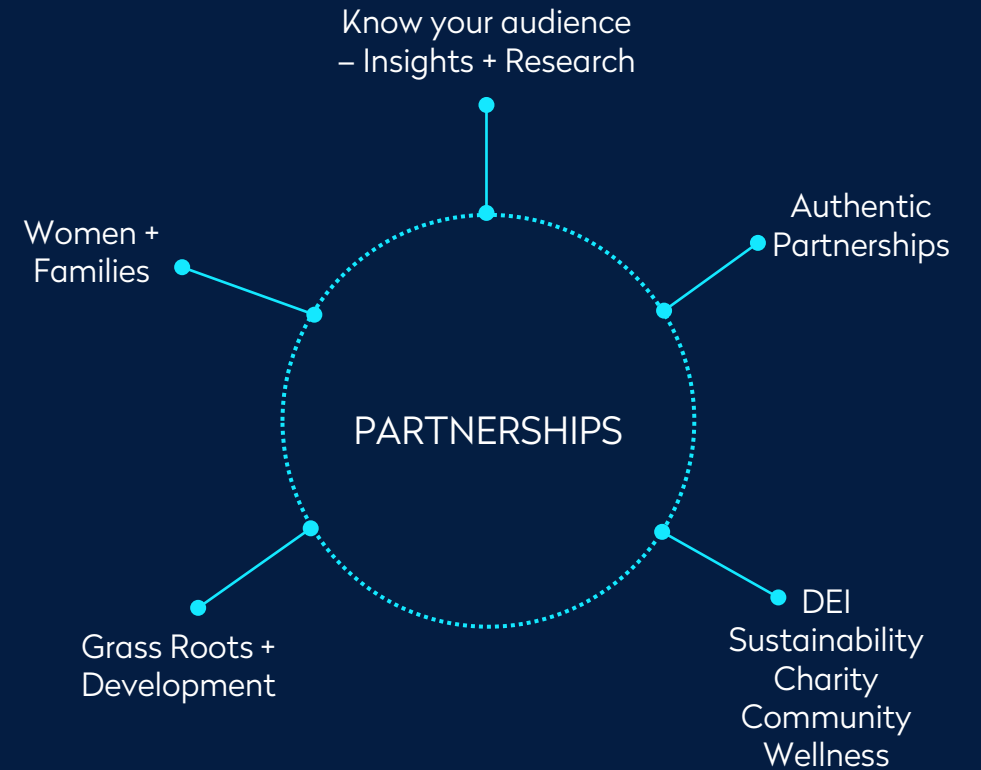 Know your audience
– Insights + Research
Authentic
Partnerships
Women +
Families
PARTNERSHIPS
DEI
Sustainability
Charity
Community
Wellness
Grass Roots +
Development